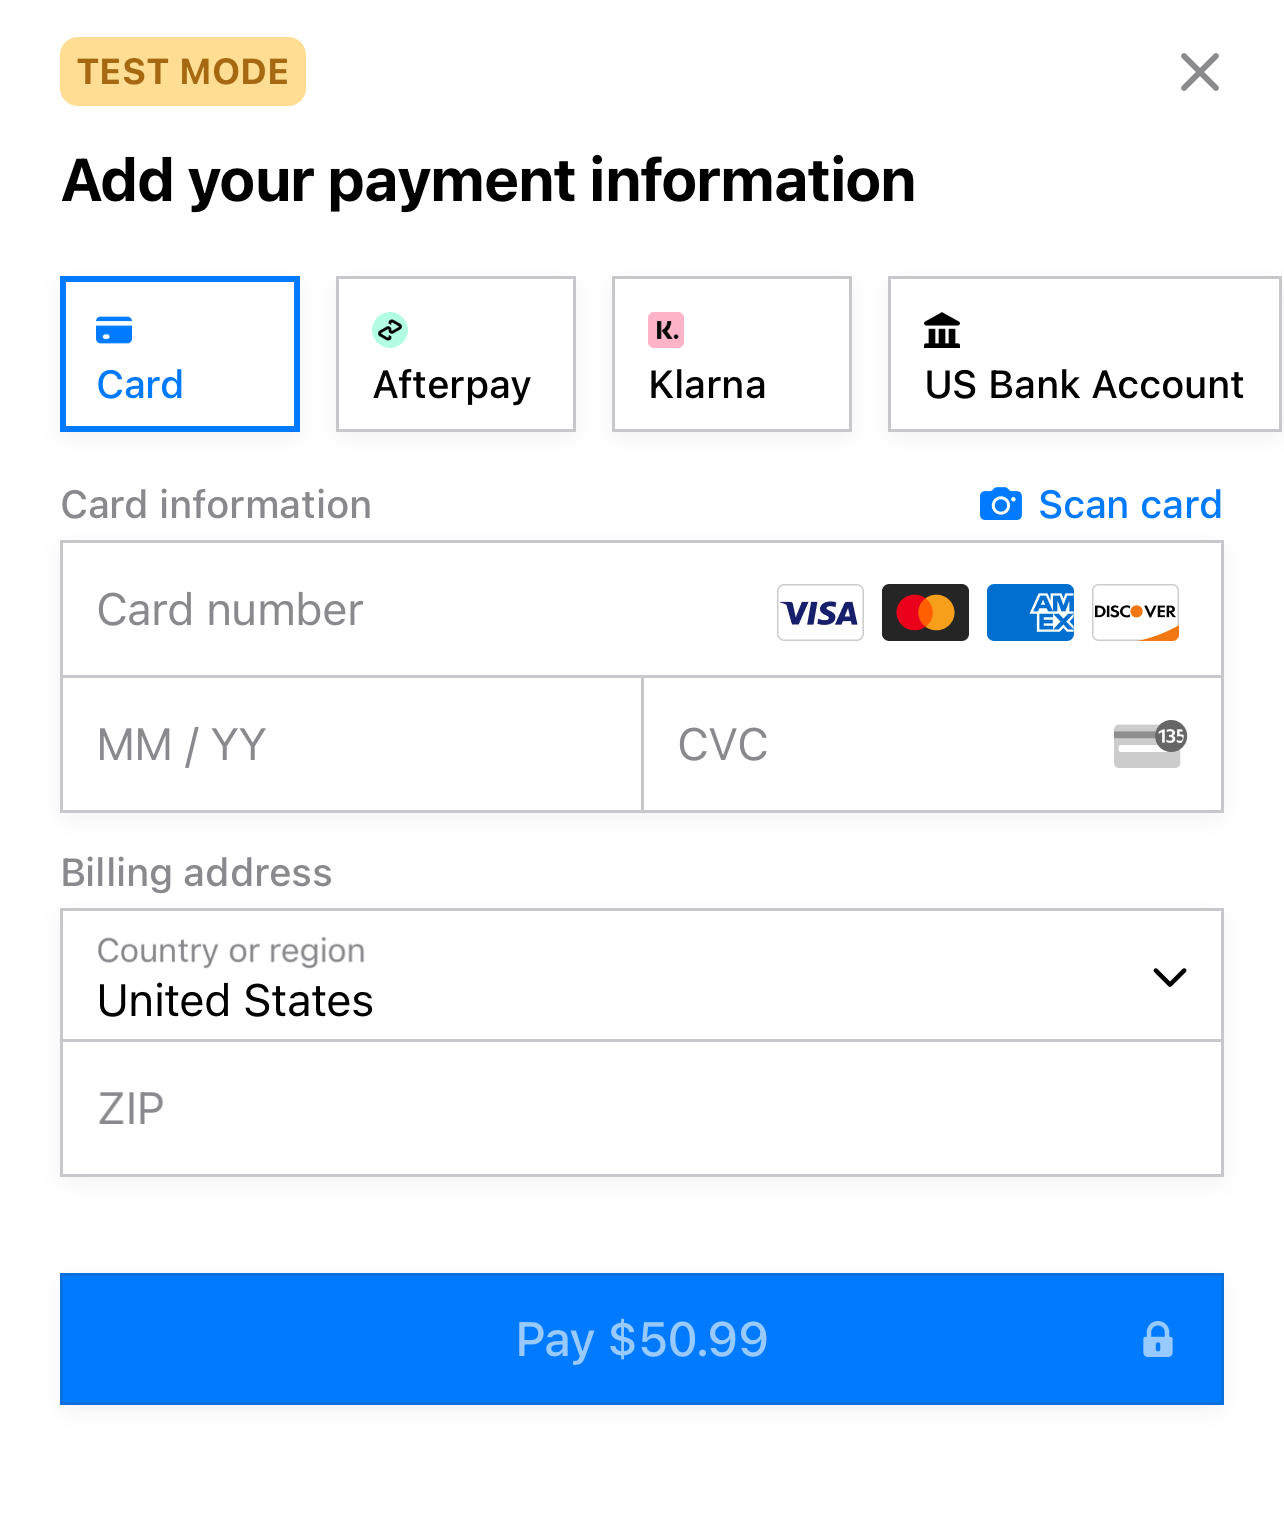 TEST MODE
Add your payment information
Card
Afterpay
K.
Klarna
US Bank Account
Card information
Scan card
Card number
VISA
AM
EX
DISCOVER
MM / YY
CVC
135
Billing address
Country or region
United States
ZIP
Pay $50.99